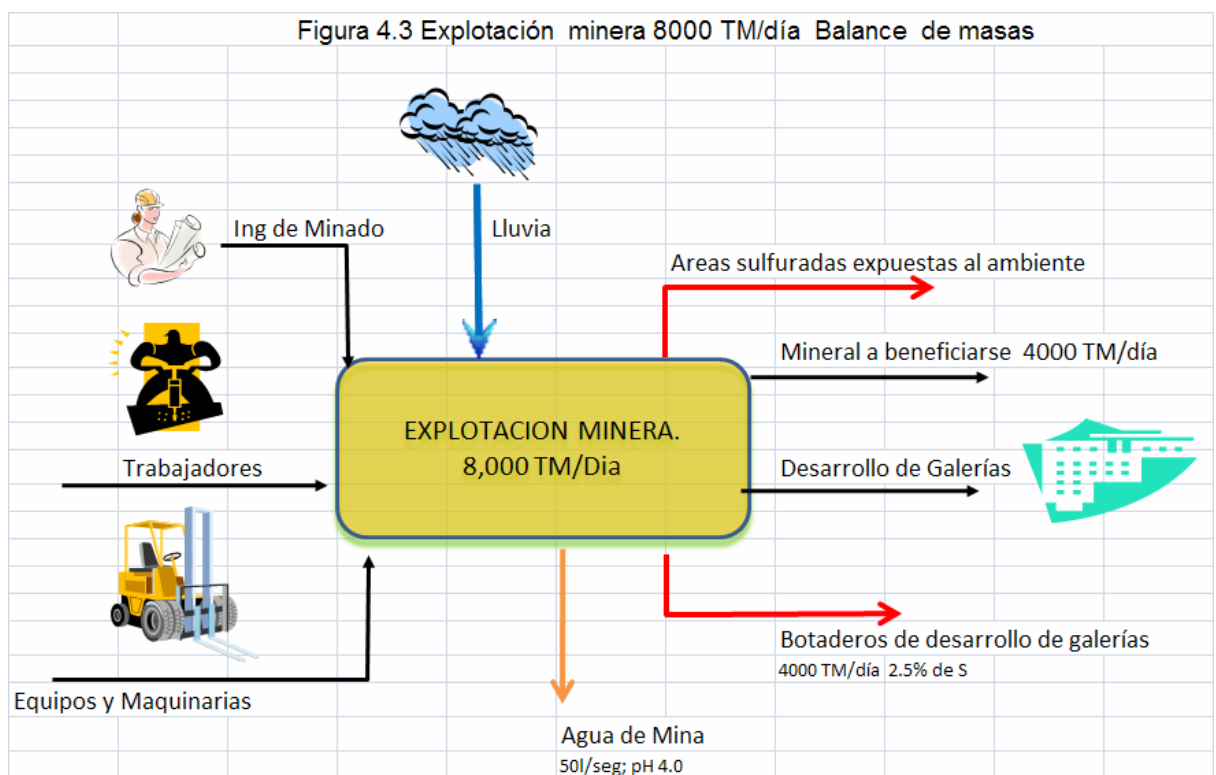 Figura 4.3 Explotación minera 8000 TM/día Balance de masas
Ing de Minado
Lluvia
Areas sulfuradas expuestas al ambiente
Mineral a beneficiarse 4000 TM/día
EXPLOTACION MINERA.
8,000 TM/Dia
Trabajadores
Desarrollo de Galerías
Botaderos de desarrollo de galerías
4000 TM/día 2.5% de S
Equipos y Maquinarias
Agua de Mina
50l/seg; pH 4.0